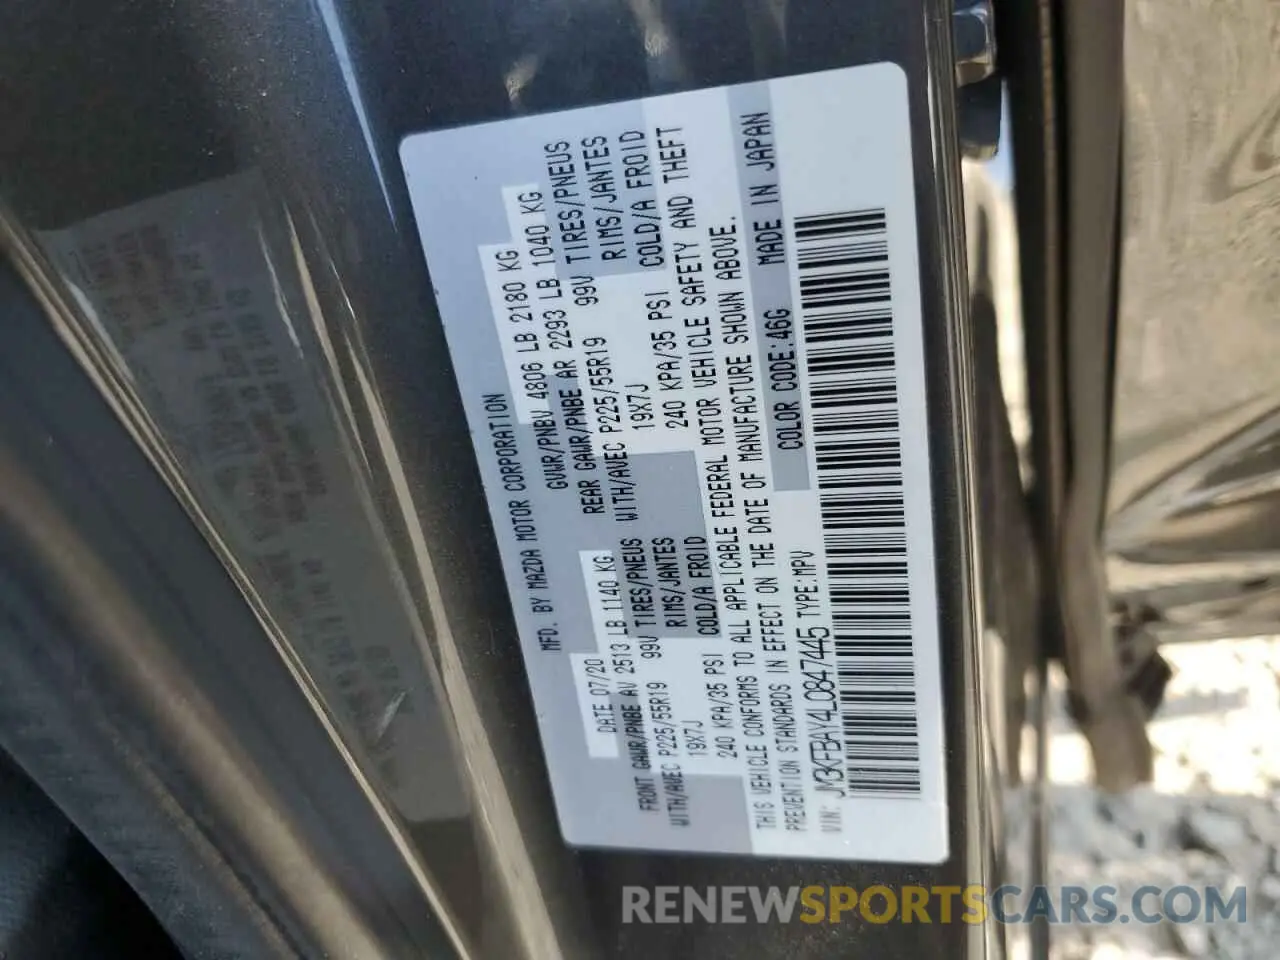 MFD. BY MAZDA MOTOR CORPORATION
DATE 07/20 GVWR/PNBV 4806 LB 2180 KG
FRONT GAWR/PNBE AV 2513 LB 1140 KG REAR GAWR/PNBE AR 2293 LB 1040 KG
WITH/AVEC P225/55R19 99V TIRES/PNEUS WITH/AVEC P225/55R19 99V TIRES/PNEUS
19X7J RIMS/JANTES 19X7J RIMS/JANTES
240 KPA/35 PSI COLD/A FROID 240 KPA/35 PSI COLD/A FROID
THIS VEHICLE CONFORMS TO ALL APPLICABLE FEDERAL MOTOR VEHICLE SAFETY AND THEFT
PREVENTION STANDARDS IN EFFECT ON THE DATE OF MANUFACTURE SHOWN ABOVE.
VIN: JM3KFBAY4L0847445 TYPE:MPV COLOR CODE:46G MADE IN JAPAN
RENEWSPORTSCARS.COM